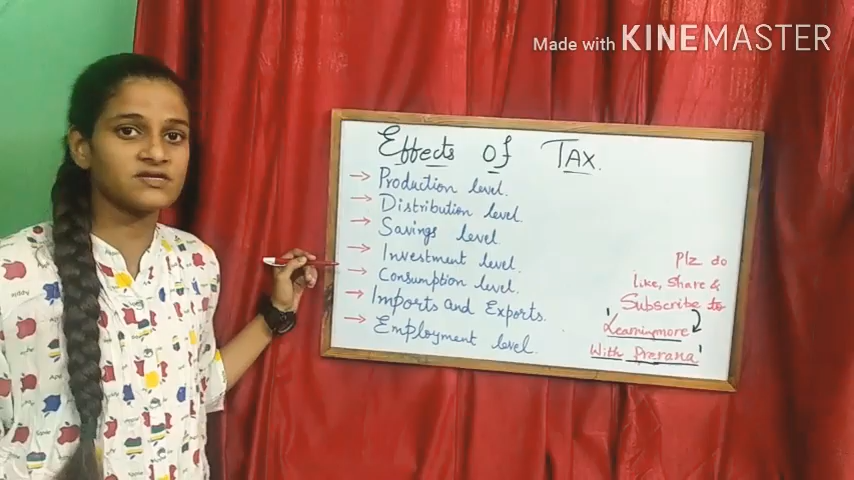 Made with KINEMASTER
Effects of TAX.
→ Production level.
→ Distribution level.
→ Savings level
→ Investment level.
→ Consumption level.
→ Imports and Exports.
→ Employment level.
Plz do
like, share &
Subscribe to
'Learningmore
With Prerana'